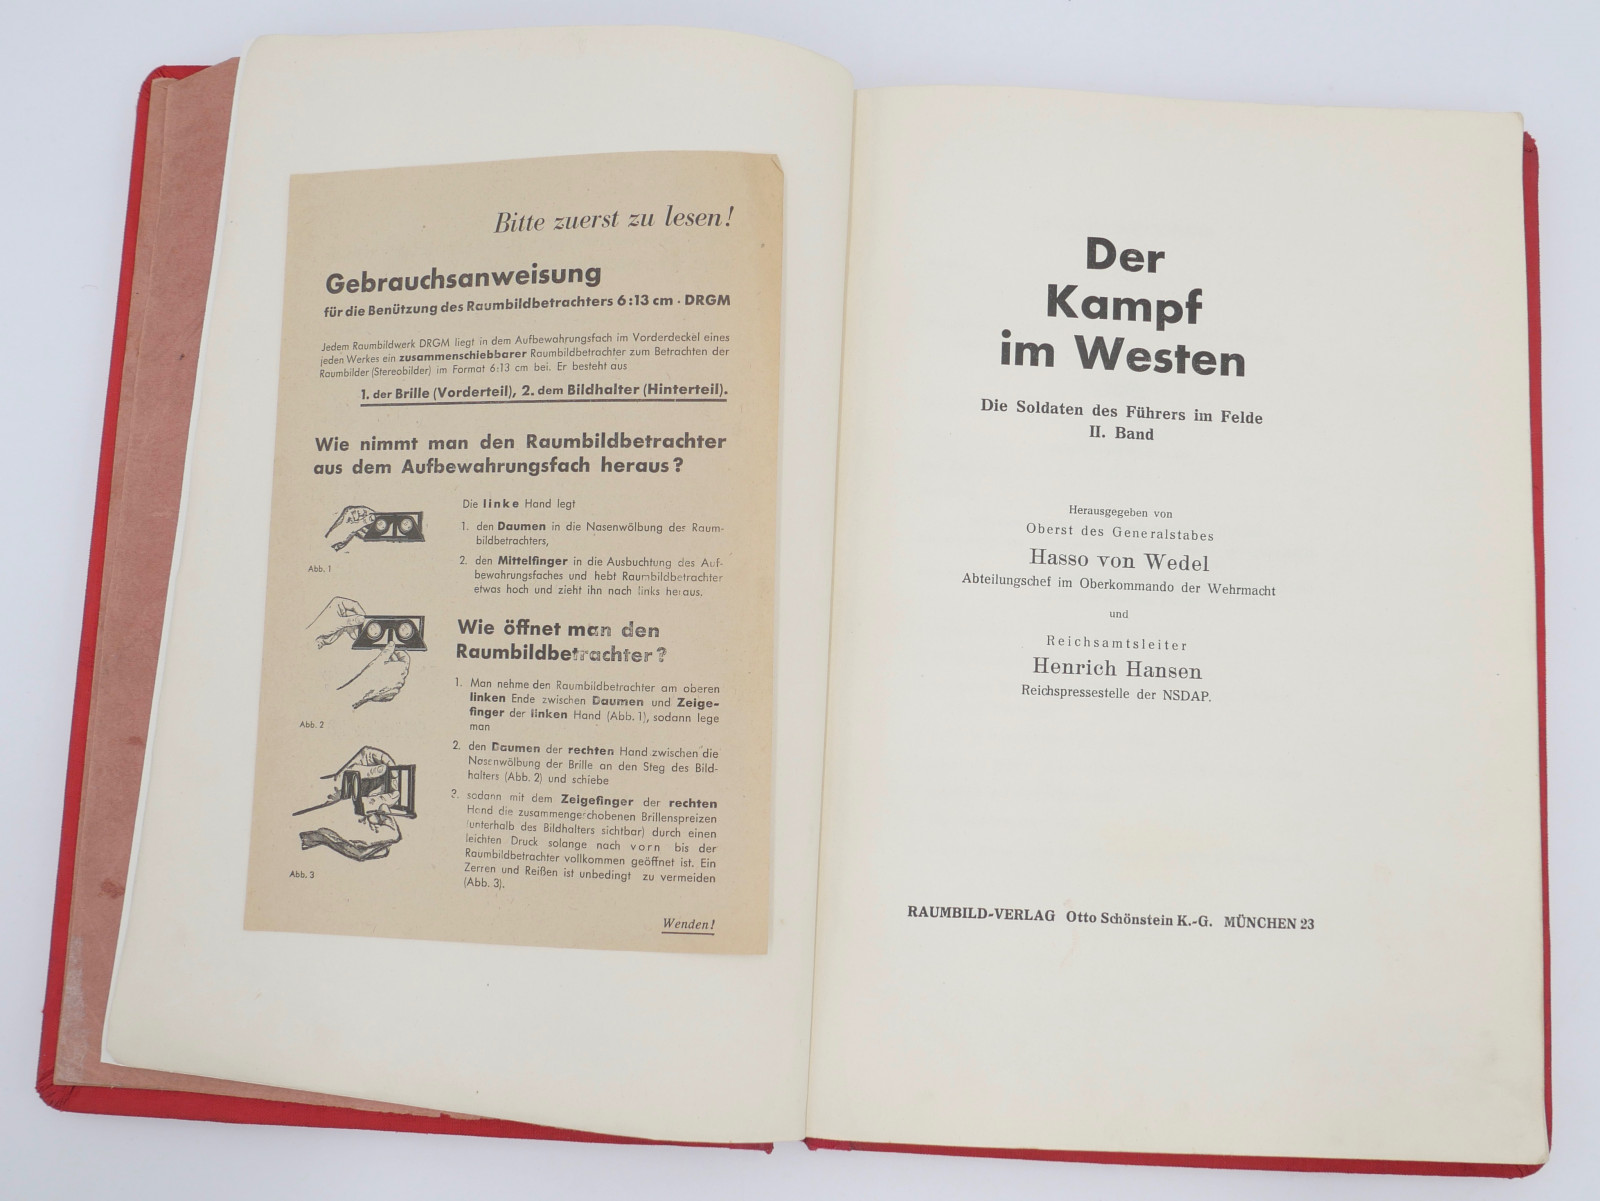 Bitte zuerst zu lesen!
Gebrauchsanweisung
für die Benützung des Raumbildbetrachters 6:13 cm · DRGM
Jedem Raumbildwerk DRGM liegt in dem Aufbewahrungsfach im Vorderdeckel eines
jeden Werkes ein zusammenschiebbarer Raumbildbetrachter zum Betrachten der
Raumbilder (Stereobilder) im Format 6:13 cm bei. Er besteht aus
1. der Brille (Vorderteil), 2. dem Bildhalter (Hinterteil).
Wie nimmt man den Raumbildbetrachter
aus dem Aufbewahrungsfach heraus?
Die linke Hand legt
1. den Daumen in die Nasenwölbung des Raum-
bildbetrachters,
2. den Mittelfinger in die Ausbuchtung des Auf-
bewahrungsfaches und hebt Raumbildbetrachter
etwas hoch und zieht ihn nach links heraus.
Abb. 1
Wie öffnet man den
Raumbildbetrachter?
1. Man nehme den Raumbildbetrachter am oberen
linken Ende zwischen Daumen und Zeige-
finger der linken Hand (Abb. 1), sodann lege
man
Abb. 2
2. den Daumen der rechten Hand zwischen die
Nasenwölbung der Brille an den Steg des Bild-
halters (Abb. 2) und schiebe
3. sodann mit dem Zeigefinger der rechten
Hand die zusammengeschobenen Brillenspreizen
(unterhalb des Bildhalters sichtbar) durch einen
leichten Druck solange nach vorn bis der
Raumbildbetrachter vollkommen geöffnet ist. Ein
Zerren und Reißen ist unbedingt zu vermeiden
(Abb. 3).
Abb. 3
Wenden!
Der
Kampf
im Westen
Die Soldaten des Führers im Felde
II. Band
Herausgegeben von
Oberst des Generalstabes
Hasso von Wedel
Abteilungschef im Oberkommando der Wehrmacht
und
Reichsamtsleiter
Henrich Hansen
Reichspressestelle der NSDAP.
RAUMBILD-VERLAG Otto Schönstein K.-G. MÜNCHEN 23